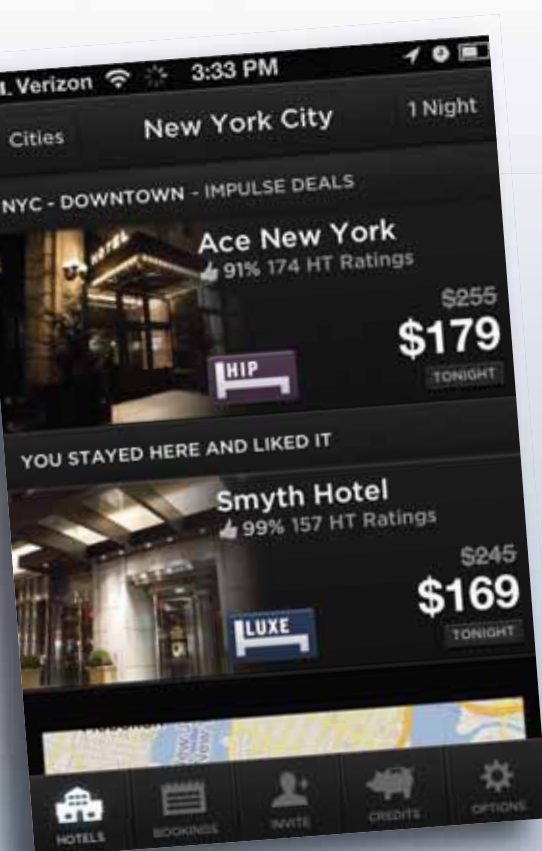 Verizon 3:33 PM
Cities New York City 1 Night
NYC - DOWNTOWN - IMPULSE DEALS
HOTEL
Ace New York
91% 174 HT Ratings
$255
$179
HIP
TONIGHT
YOU STAYED HERE AND LIKED IT
Smyth Hotel
99% 157 HT Ratings
$245
$169
LUXE
TONIGHT
HOTELS BOOKINGS INVITE CREDITS OPTIONS